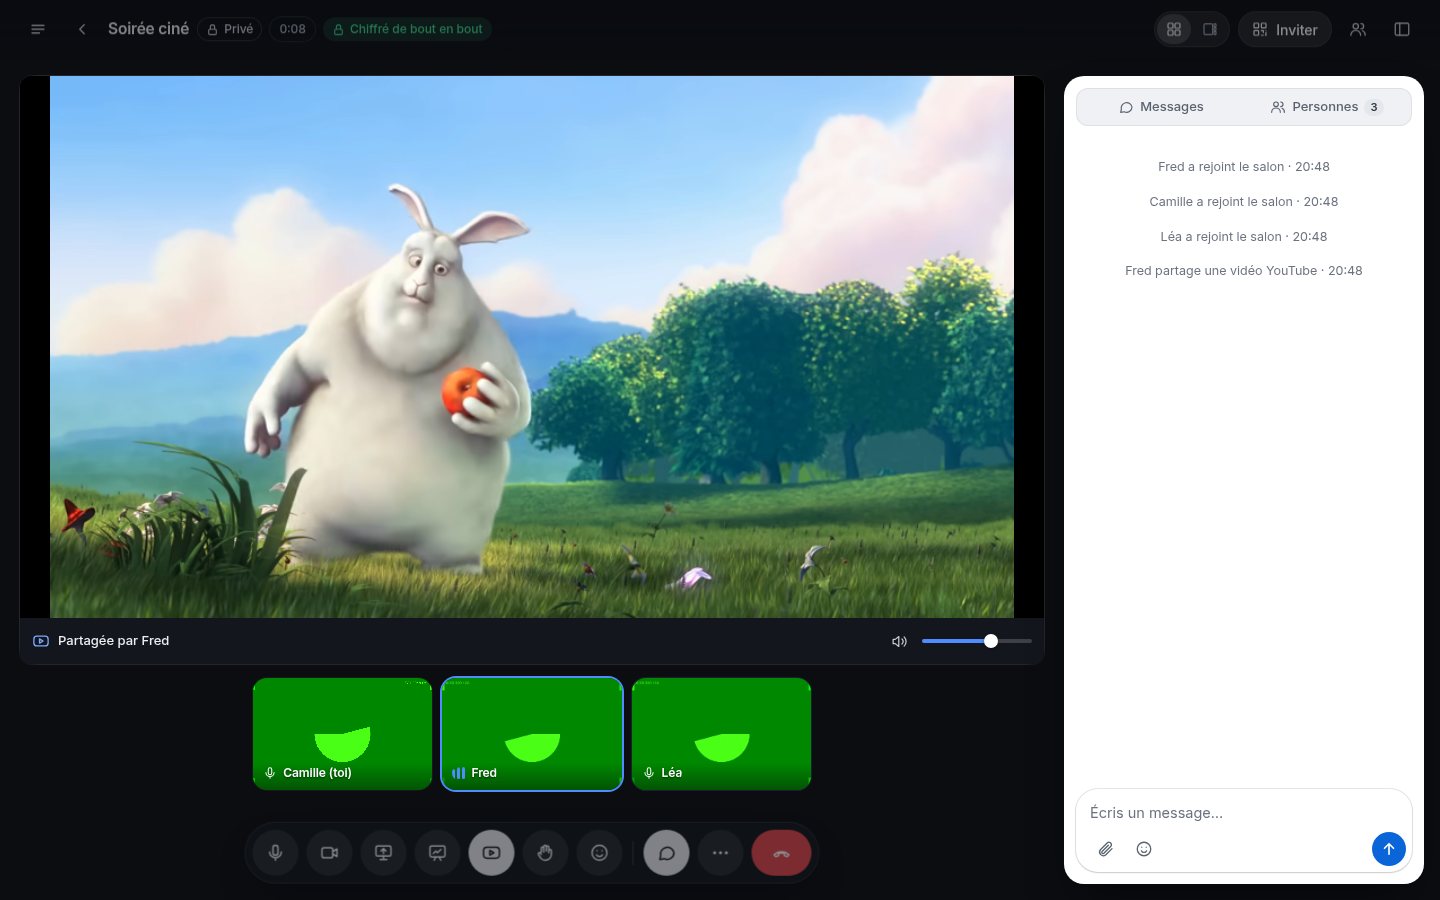 Soirée ciné
Privé
0:08
Chiffré de bout en bout
Inviter
Messages
Personnes 3
Fred a rejoint le salon · 20:48
Camille a rejoint le salon · 20:48
Léa a rejoint le salon · 20:48
Fred partage une vidéo YouTube · 20:48
Partagée par Fred
Camille (toi)
Fred
Léa
Écris un message...